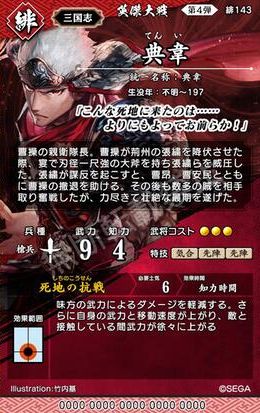 緋 三国志 英傑大戦 第4弾 緋143
てん い
典韋
統一名称:典韋
生没年:不明~197
「こんな死地に来たのは……
よりにもよってお前らか!」
曹操の親衛隊長。曹操が荊州の張繍を降伏させた
際、宴で刃径一尺強の大斧を持ち張繍らを威圧し
た。張繍が謀反を起こすと、曹昂、曹安民とともに
曹操の撤退を助ける。その後も多数の賊を相手
取り奮戦したが、力尽きて壮絶な最期を遂げた。
兵種 武力 知力 武将コスト
槍兵 9 4 特技 気合 先陣 先陣
しちのこうせん
死地の抗戦
必要士気 6 効果時間 知力時間
効果範囲
味方の武力によるダメージを軽減する。さ
らに自身の武力と移動速度が上がり、敵と
接触している間武力が徐々に上がる
Illustration:竹内基 ©SEGA
0000-0000-0000-0000-0000